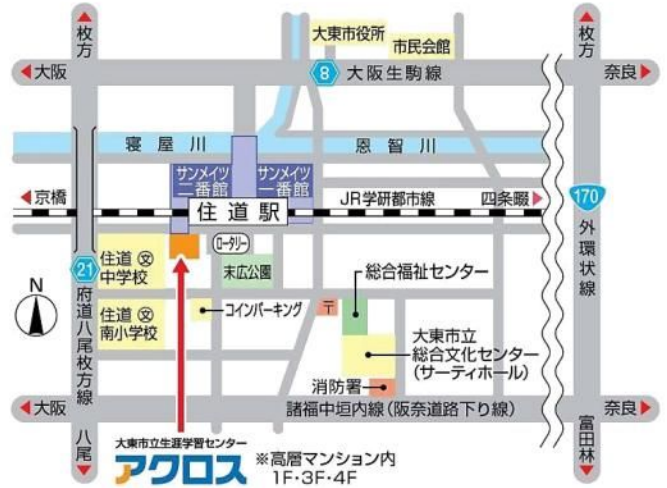 枚方
枚方
大東市役所
市民会館
大阪
8
大阪生駒線
奈良
寝屋川
恩智川
サンメイツ
二番館
サンメイツ
一番館
京橋
JR学研都市線
四条畷
住道駅
170
外環状線
住道 文
中学校
ロータリー
末広公園
総合福祉センター
21
府道八尾枚方線
N
住道 文
南小学校
コインパーキング
〒
大東市立
総合文化センター
(サーティホール)
消防署
大阪
諸福中垣内線(阪奈道路下り線)
奈良
八尾
富田林
大東市立生涯学習センター
アクロス
※高層マンション内
1F・3F・4F